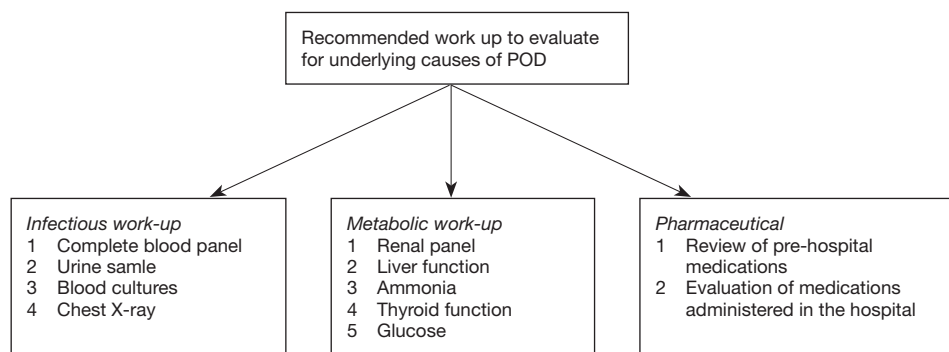 Recommended work up to evaluate
for underlying causes of POD
Infectious work-up
1 Complete blood panel
2 Urine samle
3 Blood cultures
4 Chest X-ray
Metabolic work-up
1 Renal panel
2 Liver function
3 Ammonia
4 Thyroid function
5 Glucose
Pharmaceutical
1 Review of pre-hospital
medications
2 Evaluation of medications
administered in the hospital